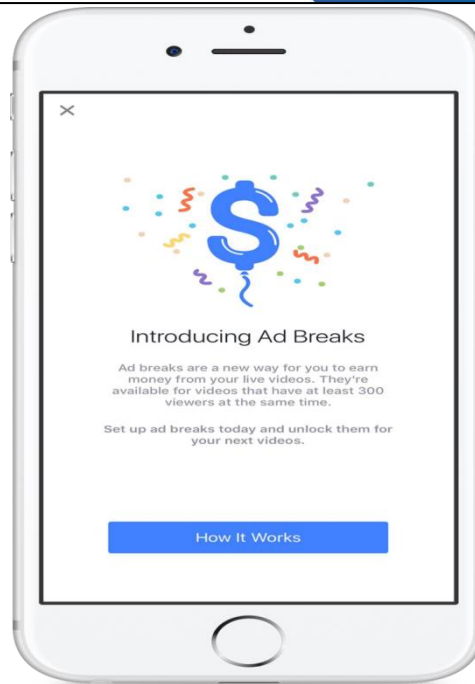 Introducing Ad Breaks
Ad breaks are a new way for you to earn
money from your live videos. They're
available for videos that have at least 300
viewers at the same time.
Set up ad breaks today and unlock them for
your next videos.
How It Works